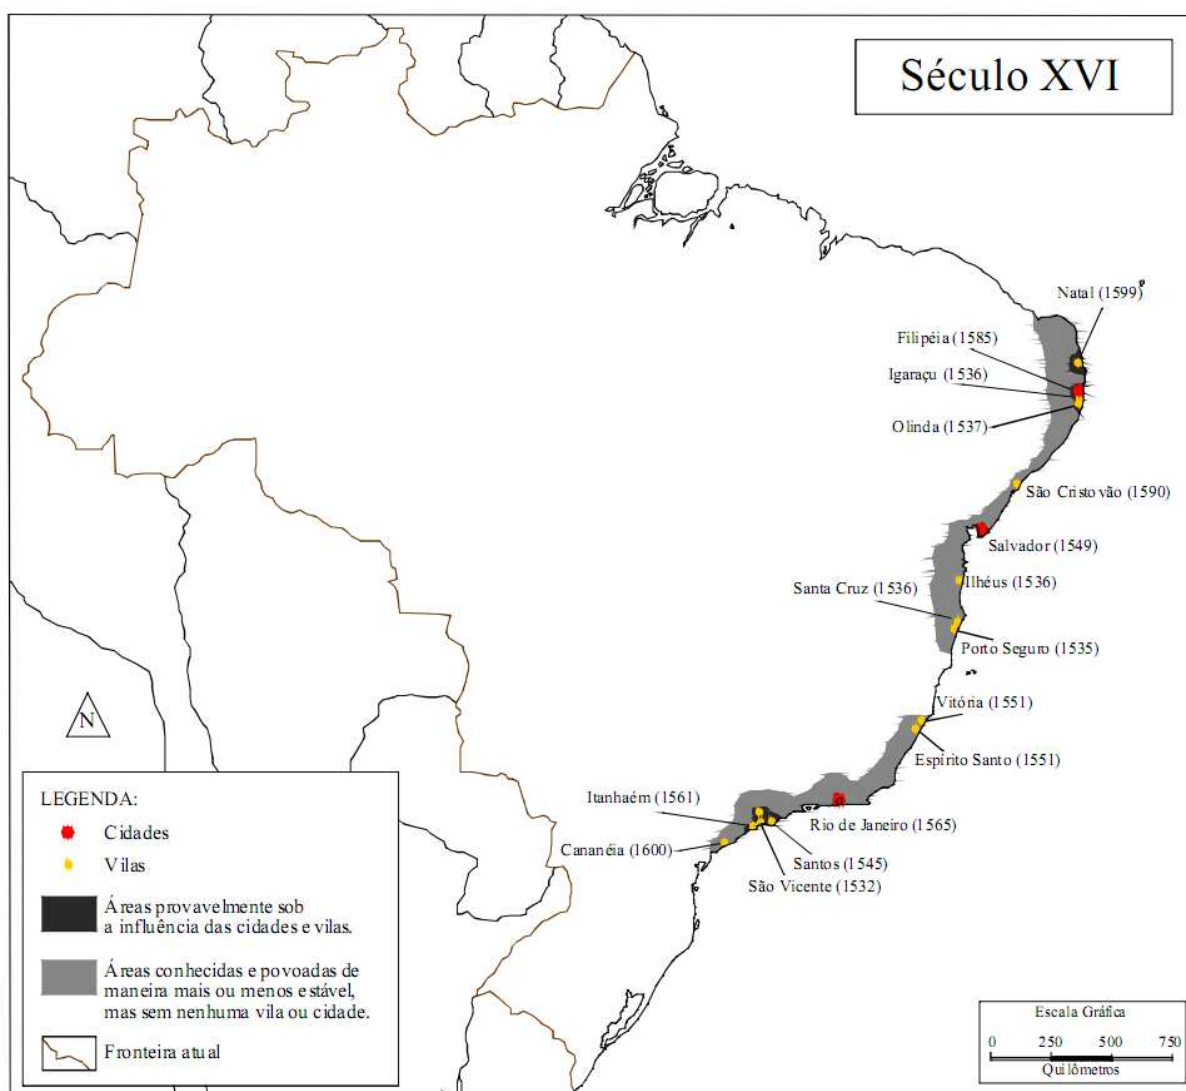 Século XVI
Natal (1599)
Filipéia (1585)
Igaraçu (1536)
Olinda (1537)
São Cristovão (1590)
Salvador (1549)
Ilhéus (1536)
Santa Cruz (1536)
Porto Seguro (1535)
Vitória (1551)
Espírito Santo (1551)
Itanhaém (1561)
Rio de Janeiro (1565)
Cananéia (1600)
Santos (1545)
São Vicente (1532)
N
LEGENDA:
Cidades
Vilas
Áreas provavelmente sob
a influência das cidades e vilas.
Áreas conhecidas e povoadas de
maneira mais ou menos estável,
mas sem nenhuma vila ou cidade.
Fronteira atual
Escala Gráfica
0 250 500 750
Quilômetros